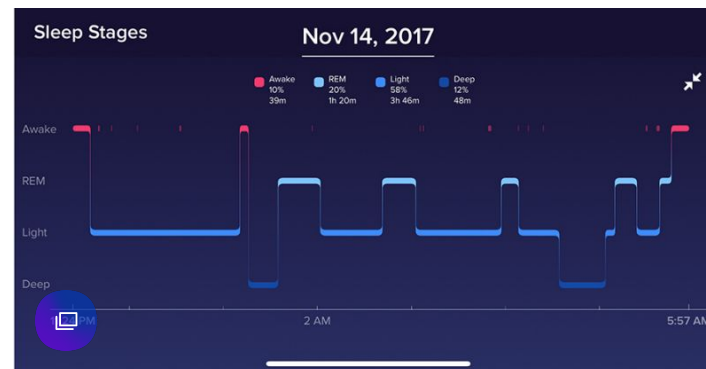 Sleep Stages
Nov 14, 2017
Awake
10%
39m
REM
20%
1h 20m
Light
58%
3h 46m
Deep
12%
48m
Awake
REM
Light
Deep
PM
2 AM
5:57 AM